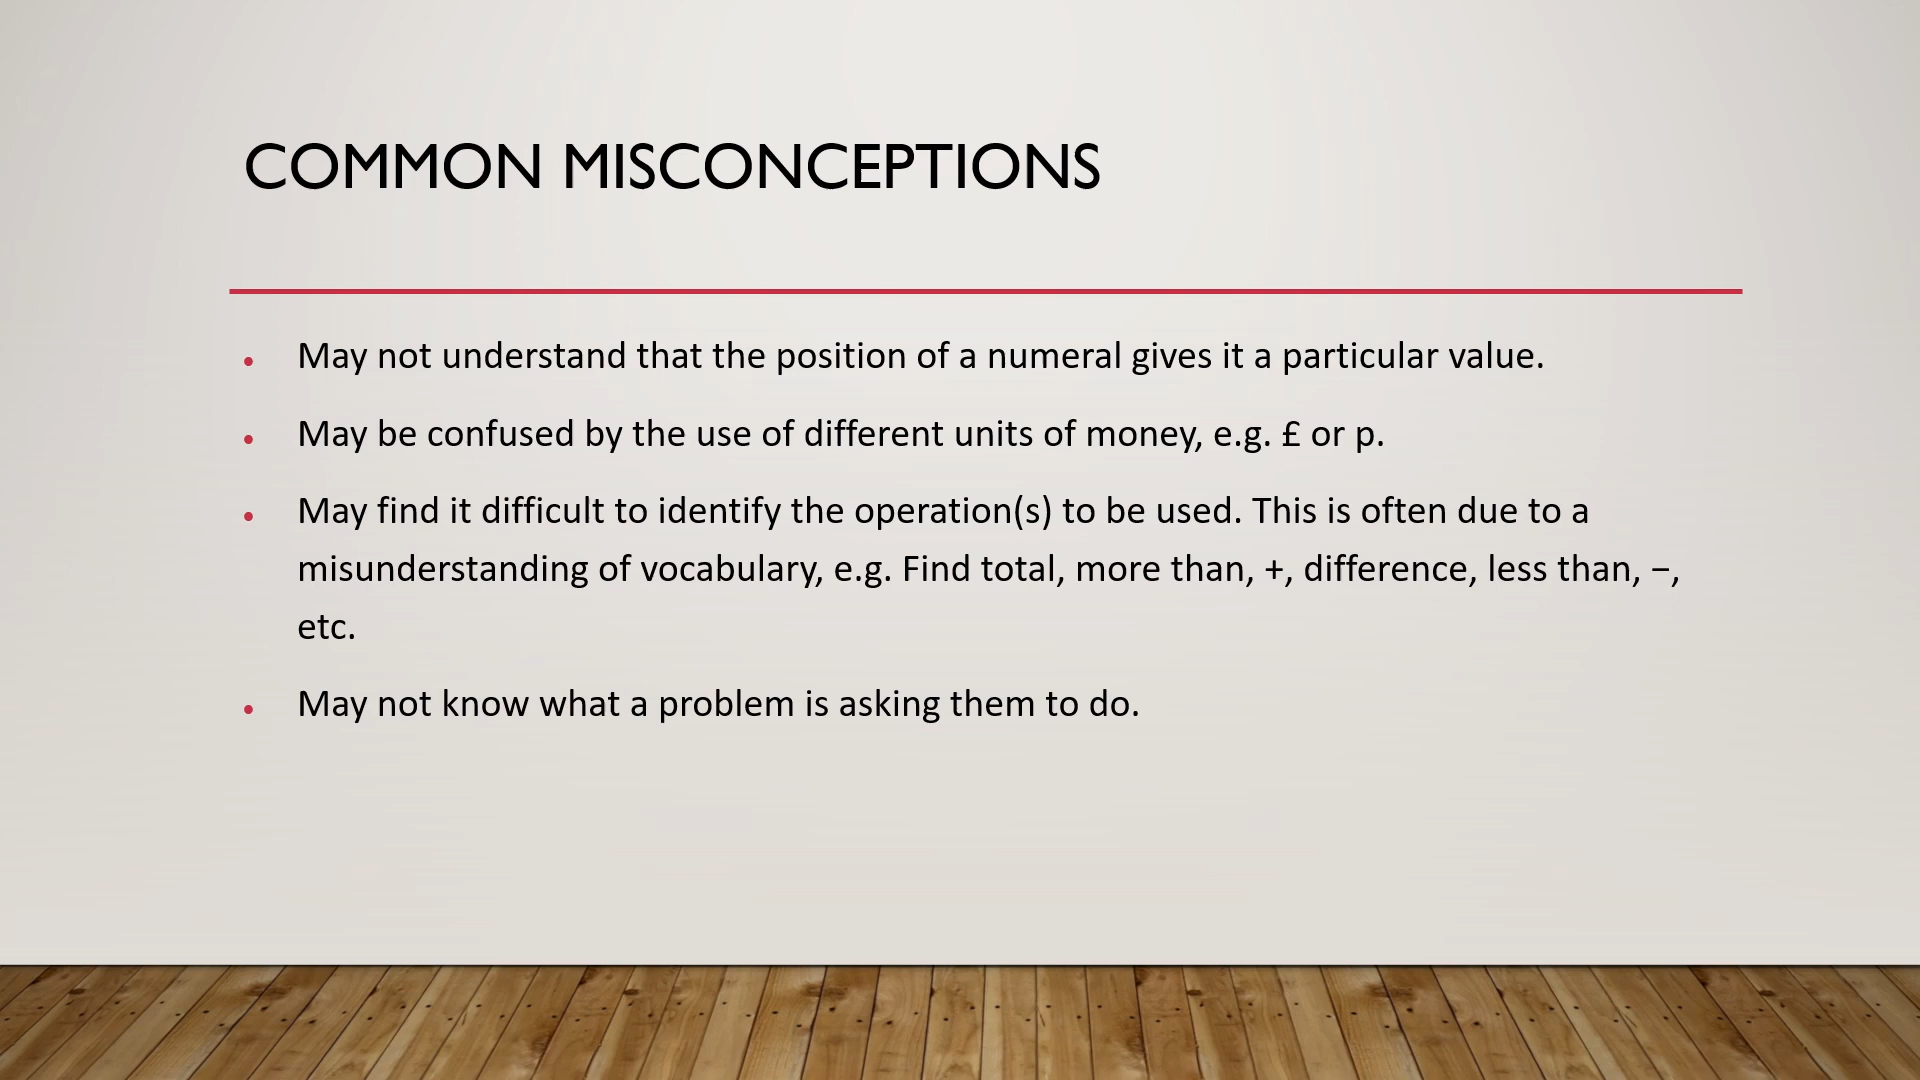 COMMON MISCONCEPTIONS
• May not understand that the position of a numeral gives it a particular value.
• May be confused by the use of different units of money, e.g. £ or p.
• May find it difficult to identify the operation(s) to be used. This is often due to a
misunderstanding of vocabulary, e.g. Find total, more than, +, difference, less than, −,
etc.
• May not know what a problem is asking them to do.